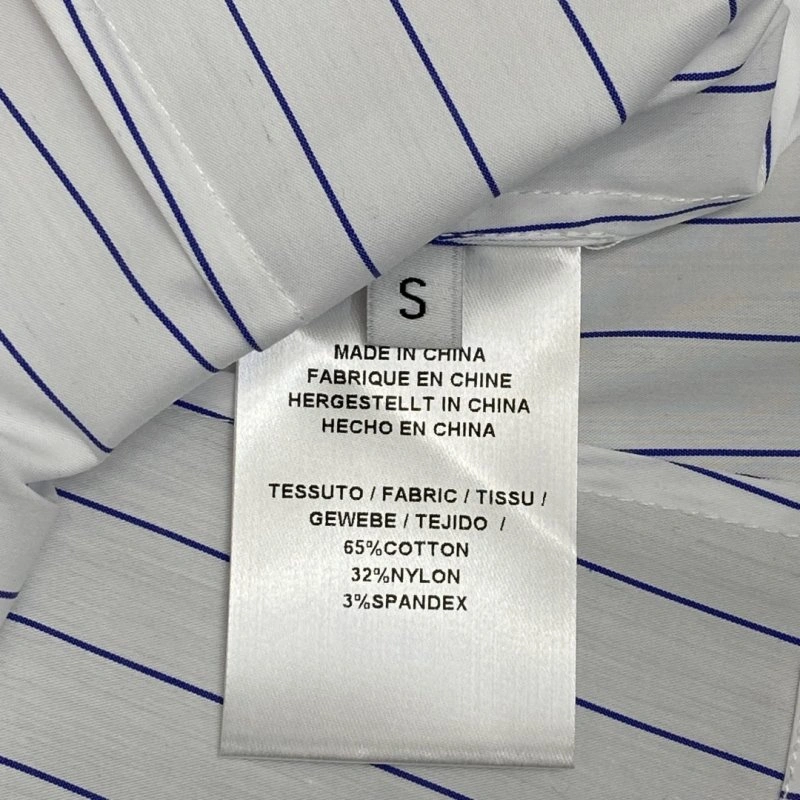 S
MADE IN CHINA
FABRIQUE EN CHINE
HERGESTELLT IN CHINA
HECHO EN CHINA
TESSUTO / FABRIC / TISSU /
GEWEBE / TEJIDO /
65%COTTON
32%NYLON
3%SPANDEX